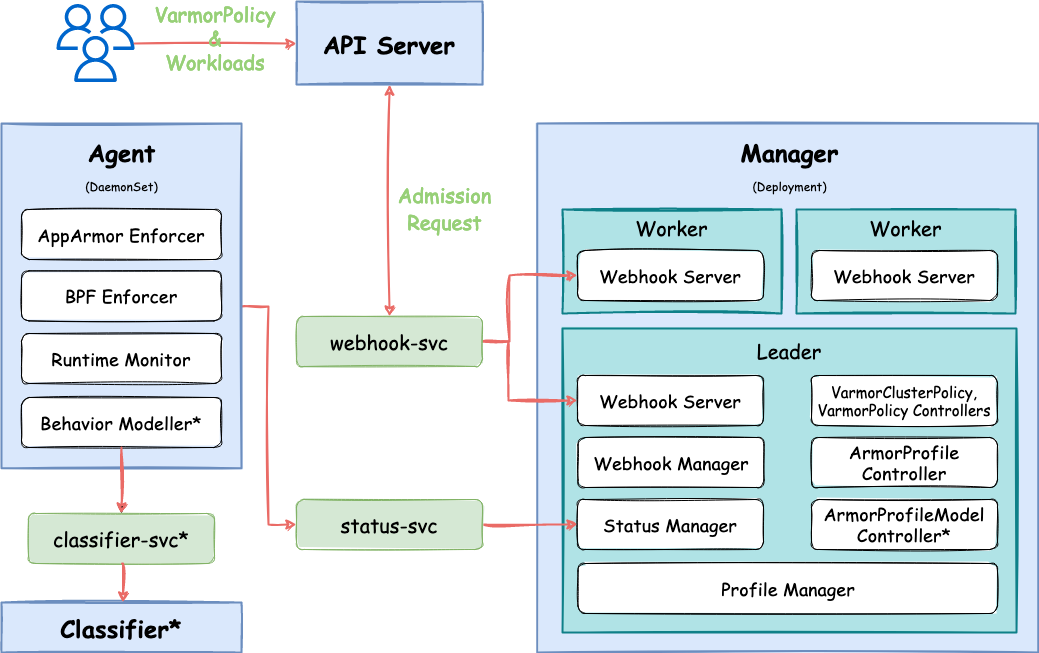 VarmorPolicy
&
Workloads
API Server
Agent
(DaemonSet)
AppArmor Enforcer
BPF Enforcer
Runtime Monitor
Behavior Modeller*
classifier-svc*
Classifier*
Admission
Request
webhook-svc
status-svc
Manager
(Deployment)
Worker
Webhook Server
Worker
Webhook Server
Leader
Webhook Server
VarmorClusterPolicy,
VarmorPolicy Controllers
Webhook Manager
ArmorProfile
Controller
Status Manager
ArmorProfileModel
Controller*
Profile Manager